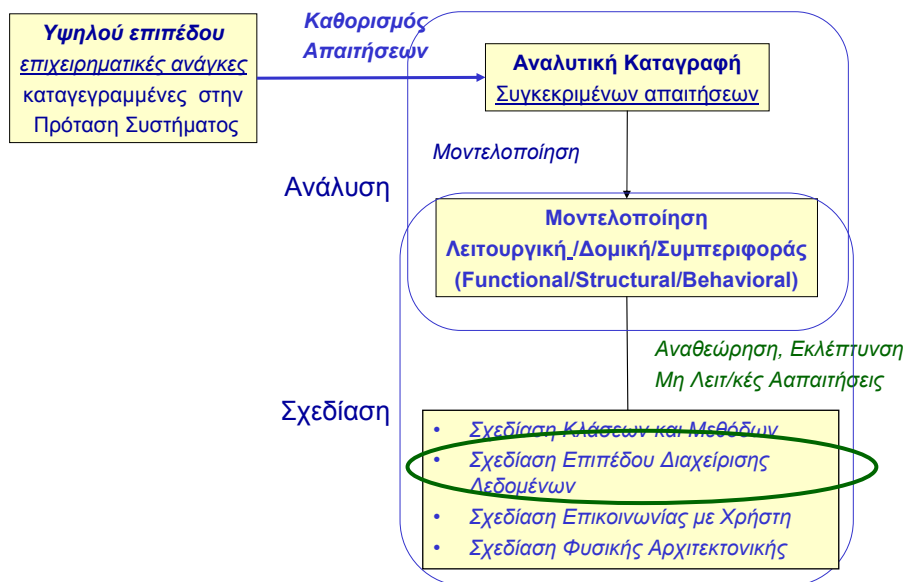 Υψηλού επιπέδου
επιχειρηματικές ανάγκες
καταγεγραμμένες στην
Πρόταση Συστήματος
Καθορισμός
Απαιτήσεων
Αναλυτική Καταγραφή
Συγκεκριμένων απαιτήσεων
Μοντελοποίηση
Ανάλυση
Μοντελοποίηση
Λειτουργική /Δομική/Συμπεριφοράς
(Functional/Structural/Behavioral)
Αναθεώρηση, Εκλέπτυνση
Μη Λειτ/κές Ααπαιτήσεις
Σχεδίαση
• Σχεδίαση Κλάσεων και Μεθόδων
• Σχεδίαση Επιπέδου Διαχείρισης
Δεδομένων
• Σχεδίαση Επικοινωνίας με Χρήστη
• Σχεδίαση Φυσικής Αρχιτεκτονικής